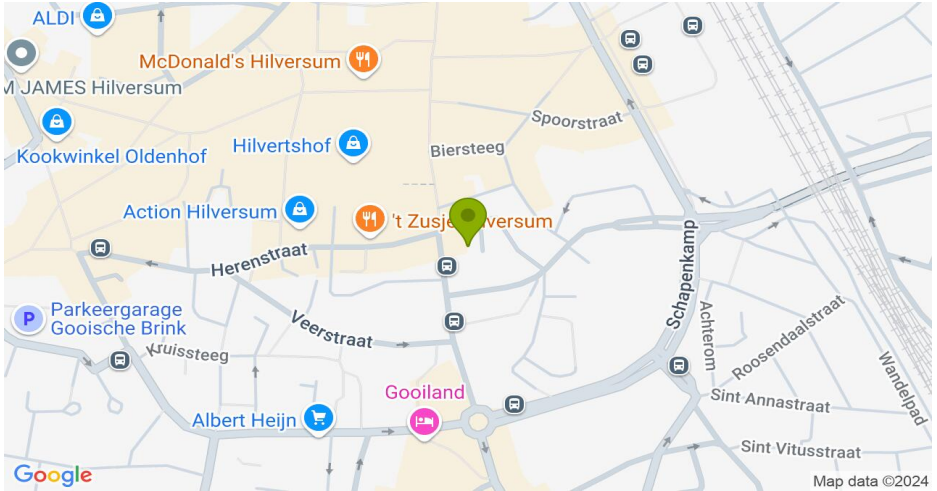 ALDI
McDonald's Hilversum
M JAMES Hilversum
Spoorstraat
Kookwinkel Oldenhof
Hilvertshof
Biersteeg
Action Hilversum
't Zusje Hilversum
Herenstraat
Schapenkamp
Parkeergarage
Gooische Brink
P
Veerstraat
Kruissteeg
Achterom
Roosendaalstraat
Wandelpad
Gooiland
Sint Annastraat
Albert Heijn
Sint Vitusstraat
Google
Map data ©2024